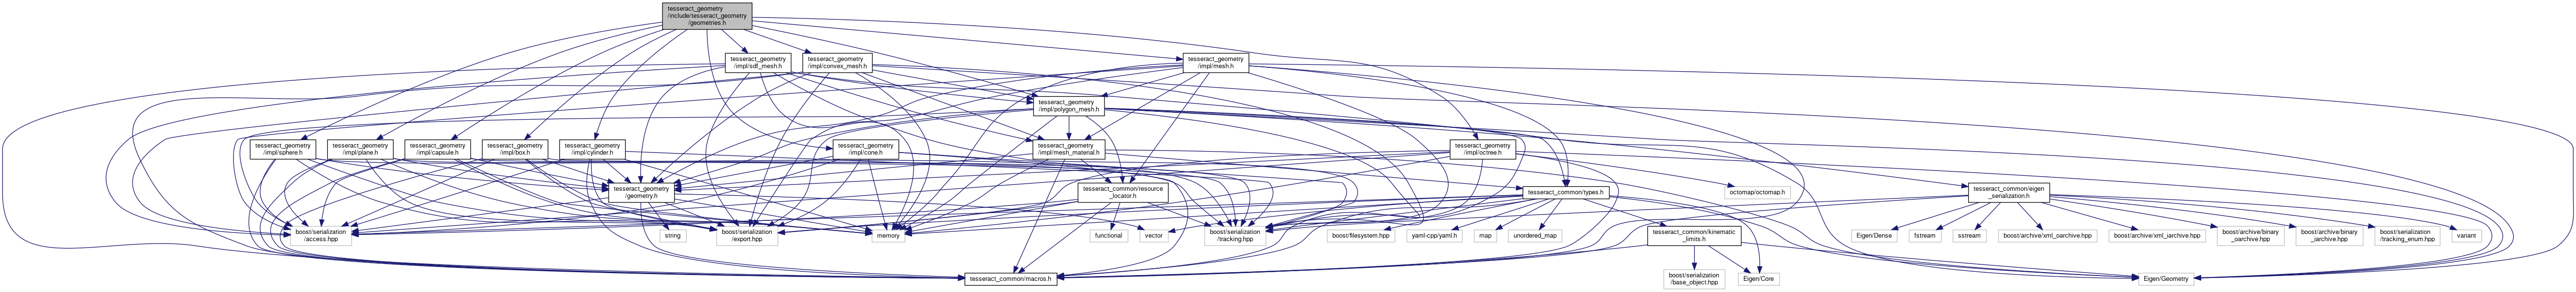 tesseract_geometry
/include/tesseract_geometry
/geometries.h
tesseract_geometry
/impl/sdf_mesh.h
tesseract_geometry
/impl/convex_mesh.h
tesseract_geometry
/impl/mesh.h
tesseract_geometry
/impl/polygon_mesh.h
tesseract_geometry
/impl/sphere.h
tesseract_geometry
/impl/plane.h
tesseract_geometry
/impl/capsule.h
tesseract_geometry
/impl/box.h
tesseract_geometry
/impl/cylinder.h
tesseract_geometry
/impl/cone.h
tesseract_geometry
/impl/mesh_material.h
tesseract_geometry
/impl/octree.h
tesseract_geometry
/geometry.h
tesseract_common/resource
_locator.h
tesseract_common/types.h
octomap/octomap.h
tesseract_common/eigen
_serialization.h
boost/serialization
/access.hpp
string
boost/serialization
/export.hpp
memory
functional
vector
boost/serialization
/tracking.hpp
boost/filesystem.hpp
yaml-cpp/yaml.h
map
unordered_map
tesseract_common/kinematic
_limits.h
Eigen/Dense
fstream
sstream
boost/archive/xml_oarchive.hpp
boost/archive/xml_iarchive.hpp
boost/archive/binary
_oarchive.hpp
boost/archive/binary
_iarchive.hpp
boost/serialization
/tracking_enum.hpp
variant
tesseract_common/macros.h
boost/serialization
/base_object.hpp
Eigen/Core
Eigen/Geometry